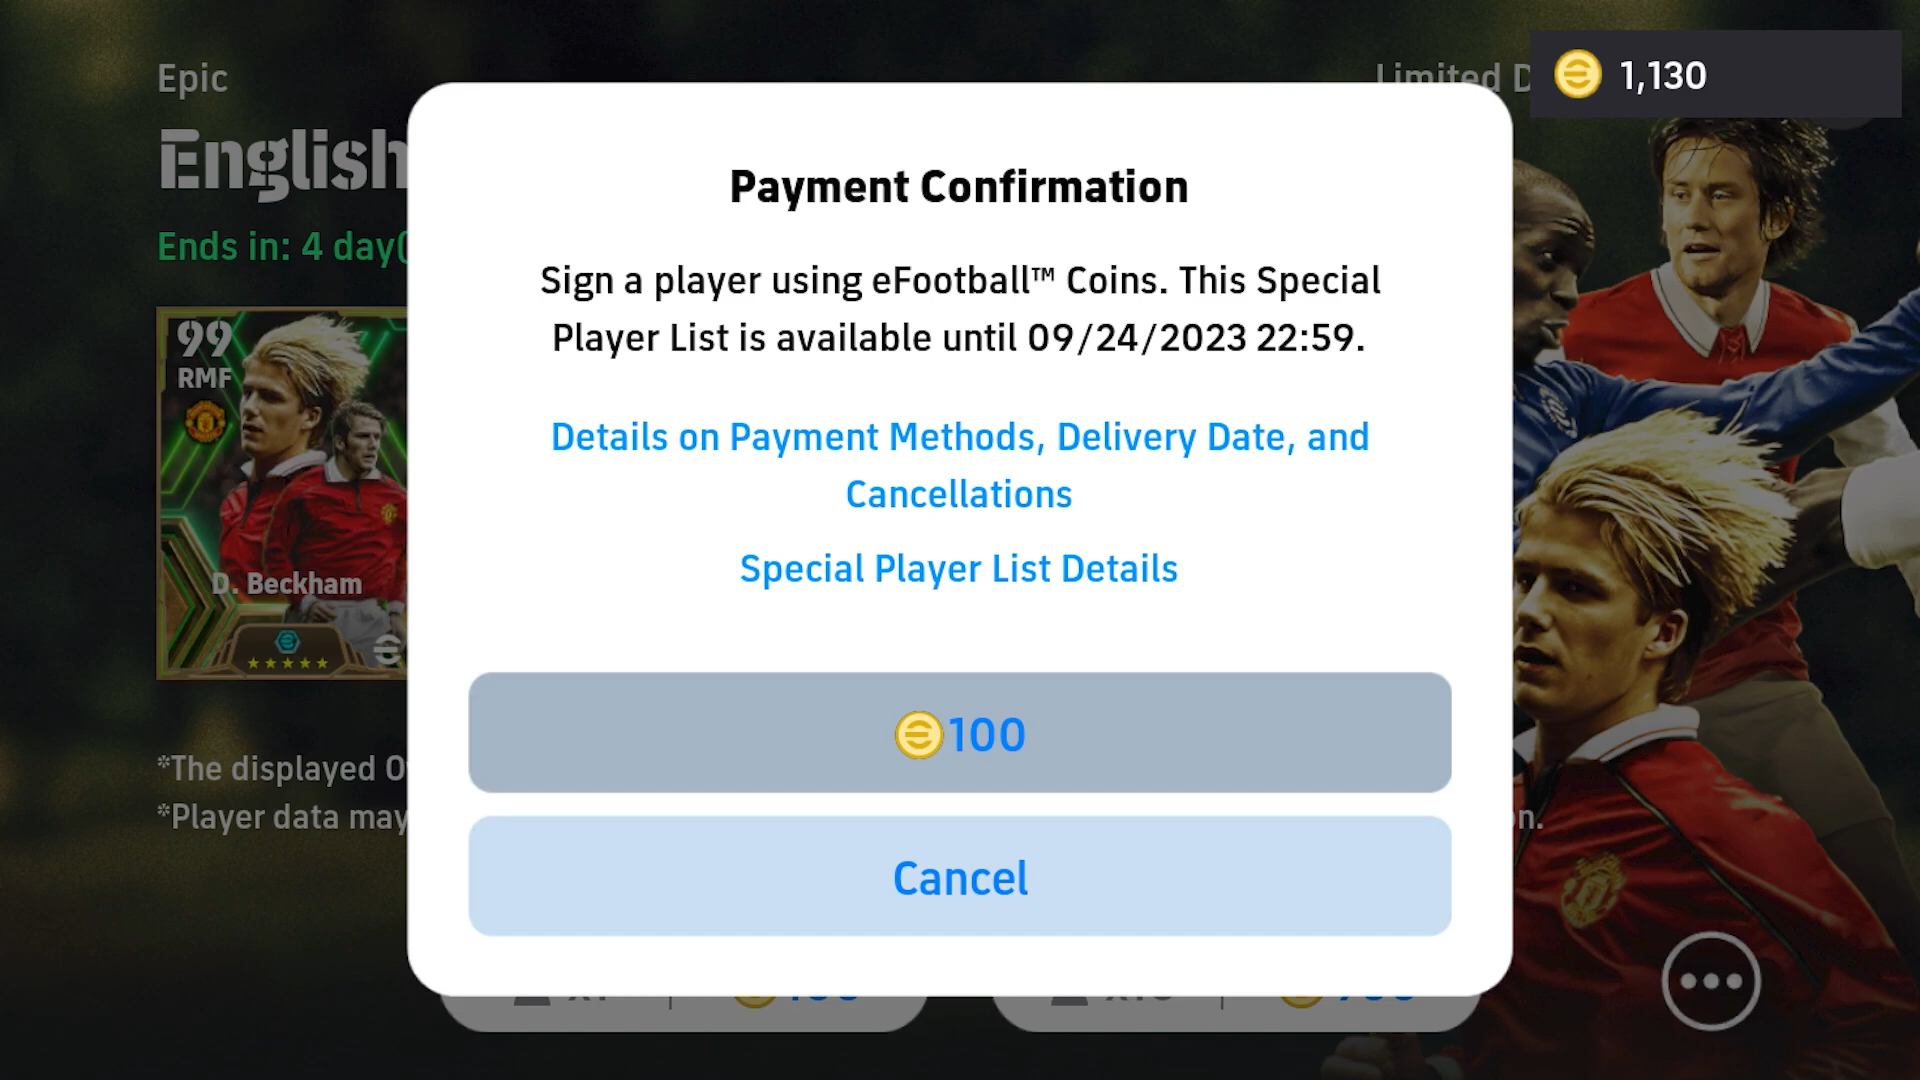 Epic
Limited D
1,130
English
Ends in: 4 day(
99
RMF
D. Beckham
Payment Confirmation
Sign a player using eFootball™ Coins. This Special
Player List is available until 09/24/2023 22:59.
Details on Payment Methods, Delivery Date, and
Cancellations
Special Player List Details
100
Cancel
*The displayed O
*Player data may
on.